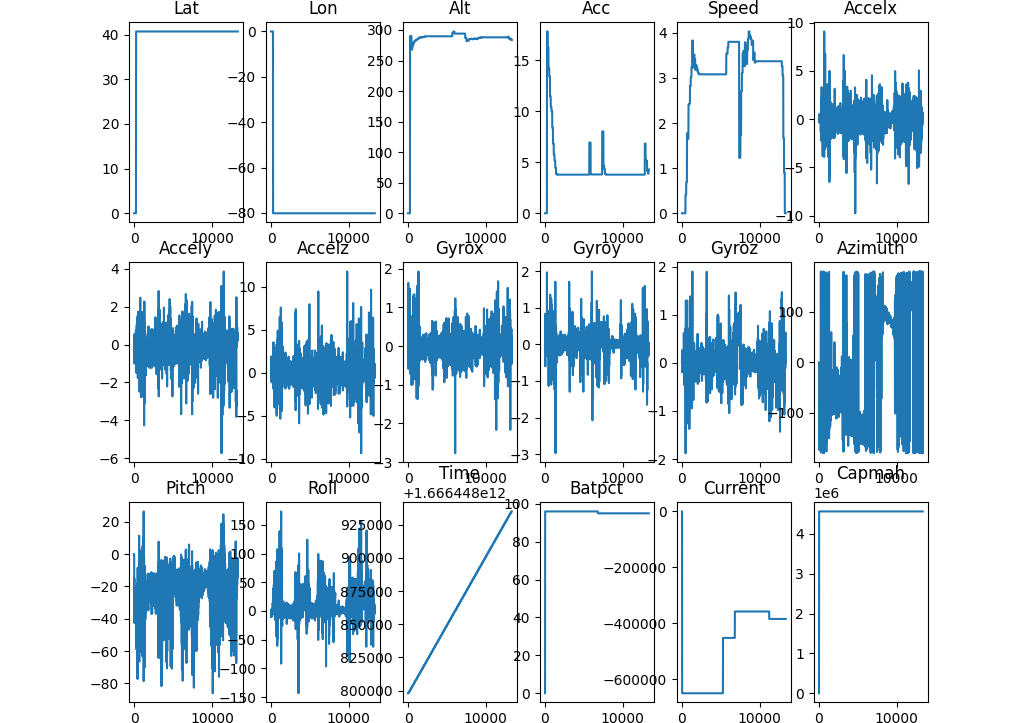 Lat Lon Alt Acc Speed Accelx
40 30 20 10 0
0 −20 −40 −60 −80
300 250 200 150 100 50 0
15 10 5 0
4 3 2 1 0
10 5 0 −5 −10
0 10000 0 10000 0 10000 0 10000 0 10000 0 10000
Accely Accelz Gyrox Gyroy Gyroz Azimuth
4 2 0 −2 −4 −6
10 5 0 −5 −10
2 1 0 −1 −2 −3
2 1 0 −1 −2 −3
2 1 0 −1 −2
100 0 −100
0 10000 0 10000 0 10000 0 10000 0 10000 0 10000
Pitch Roll Time Batpct Current Capmah
+1.666448e12 1e6
20 0 −20 −40 −60 −80
150 100 50 0 −50 −100 −150
925000 900000 875000 850000 825000 800000
100 80 60 40 20 0
0 −200000 −400000 −600000
4 3 2 1 0
0 10000 0 10000 0 10000 0 10000 0 10000 0 10000